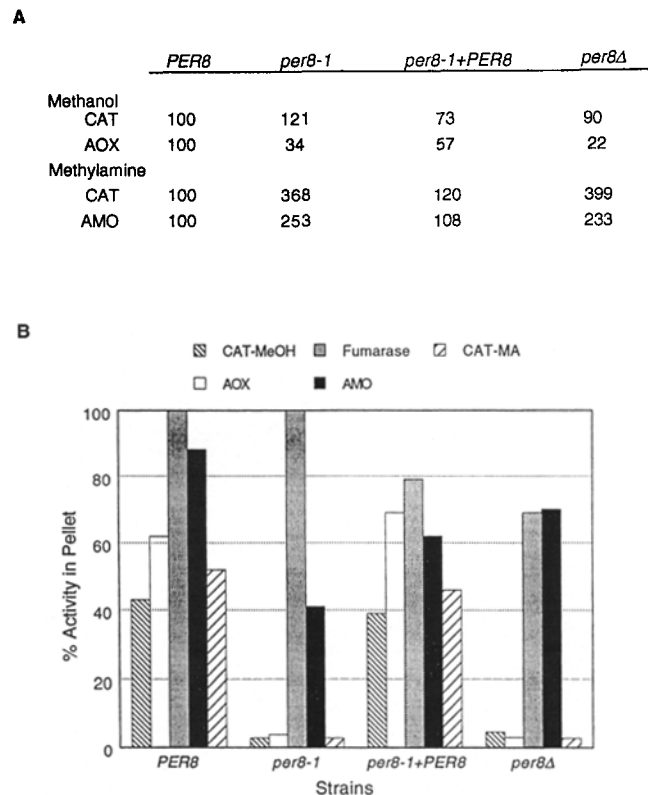 A
PER8 per8-1 per8-1+PER8 per8Δ
Methanol
CAT 100 121 73 90
AOX 100 34 57 22
Methylamine
CAT 100 368 120 399
AMO 100 253 108 233
B
CAT-MeOH Fumarase CAT-MA
AOX AMO
% Activity in Pellet
100
80
60
40
20
0
PER8 per8-1 per8-1+PER8 per8Δ
Strains